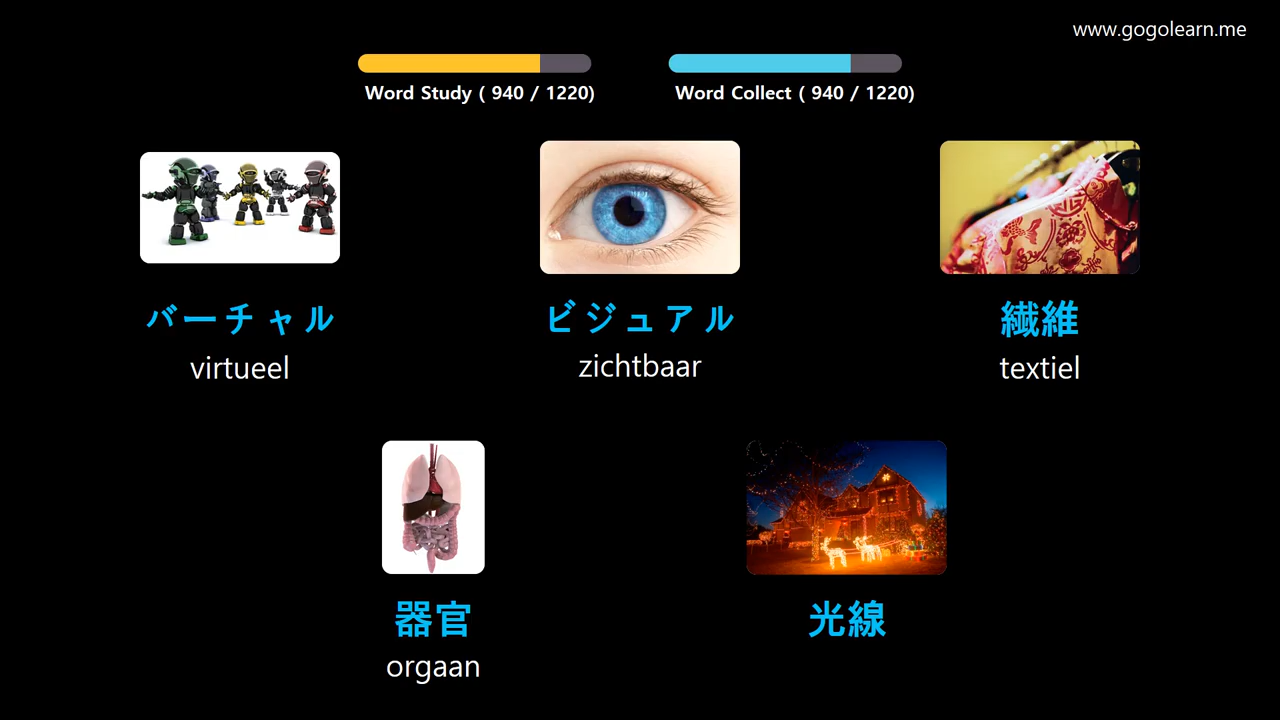 www.gogolearn.me
Word Study ( 940 / 1220)
Word Collect ( 940 / 1220)
バーチャル
virtueel
ビジュアル
zichtbaar
繊維
textiel
器官
orgaan
光線